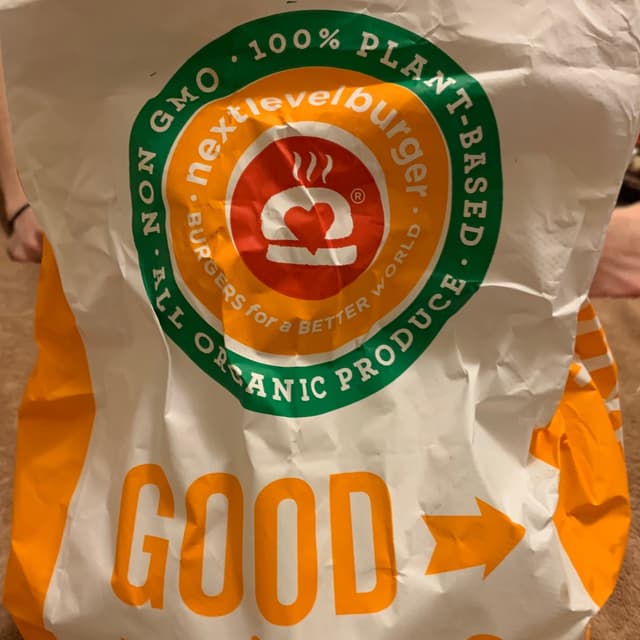 100% PLANT-BASED · ALL ORGANIC PRODUCE · NON GMO ·
nextlevelburger
· BURGERS for a BETTER WORLD ·
®
GOOD